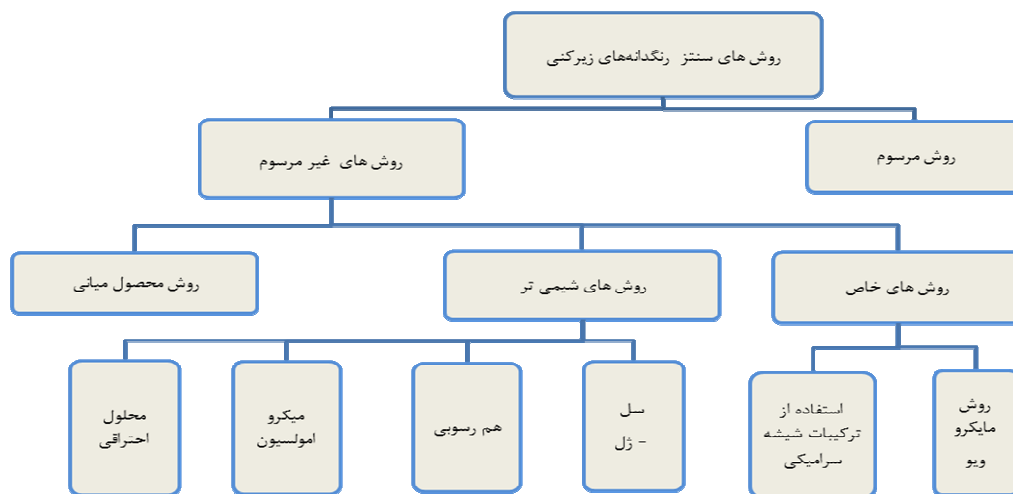 روش های سنتز رنگدانه‌های زیرکنی
روش مرسوم
روش های غیر مرسوم
روش های خاص
روش های شیمی تر
روش محصول میانی
روش
مایکرو
ویو
استفاده از
ترکیبات شیشه
سرامیکی
سل
- ژل
هم رسوبی
میکرو
امولسیون
محلول
احتراقی